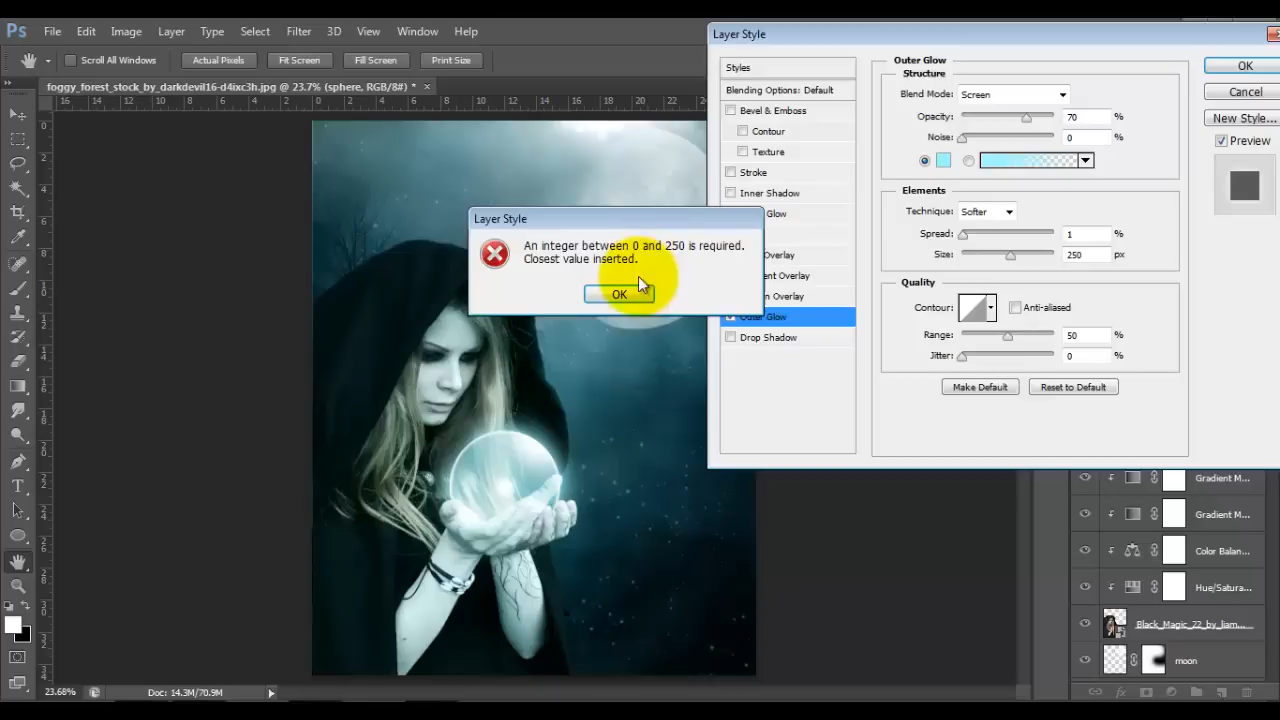 Ps File Edit Image Layer Type Select Filter 3D View Window Help
Scroll All Windows Actual Pixels Fit Screen Fill Screen Print Size
foggy_forest_stock_by_darkdevil16-d4ixc3h.jpg @ 23.7% (sphere, RGB/8#) *
Layer Style
Styles
Blending Options: Default
Bevel & Emboss
Contour
Texture
Stroke
Inner Shadow
Glow
Overlay
ent Overlay
n Overlay
Outer Glow
Drop Shadow
Outer Glow
Structure
Blend Mode: Screen
Opacity: 70 %
Noise: 0 %
Elements
Technique: Softer
Spread: 1 %
Size: 250 px
Quality
Contour: Anti-aliased
Range: 50 %
Jitter: 0 %
Make Default Reset to Default
OK
Cancel
New Style...
Preview
Layer Style
An integer between 0 and 250 is required.
Closest value inserted.
OK
Gradient M...
Gradient M...
Color Balan...
Hue/Satura...
Black_Magic_22_by_liam...
moon
23.68% Doc: 14.3M/70.9M